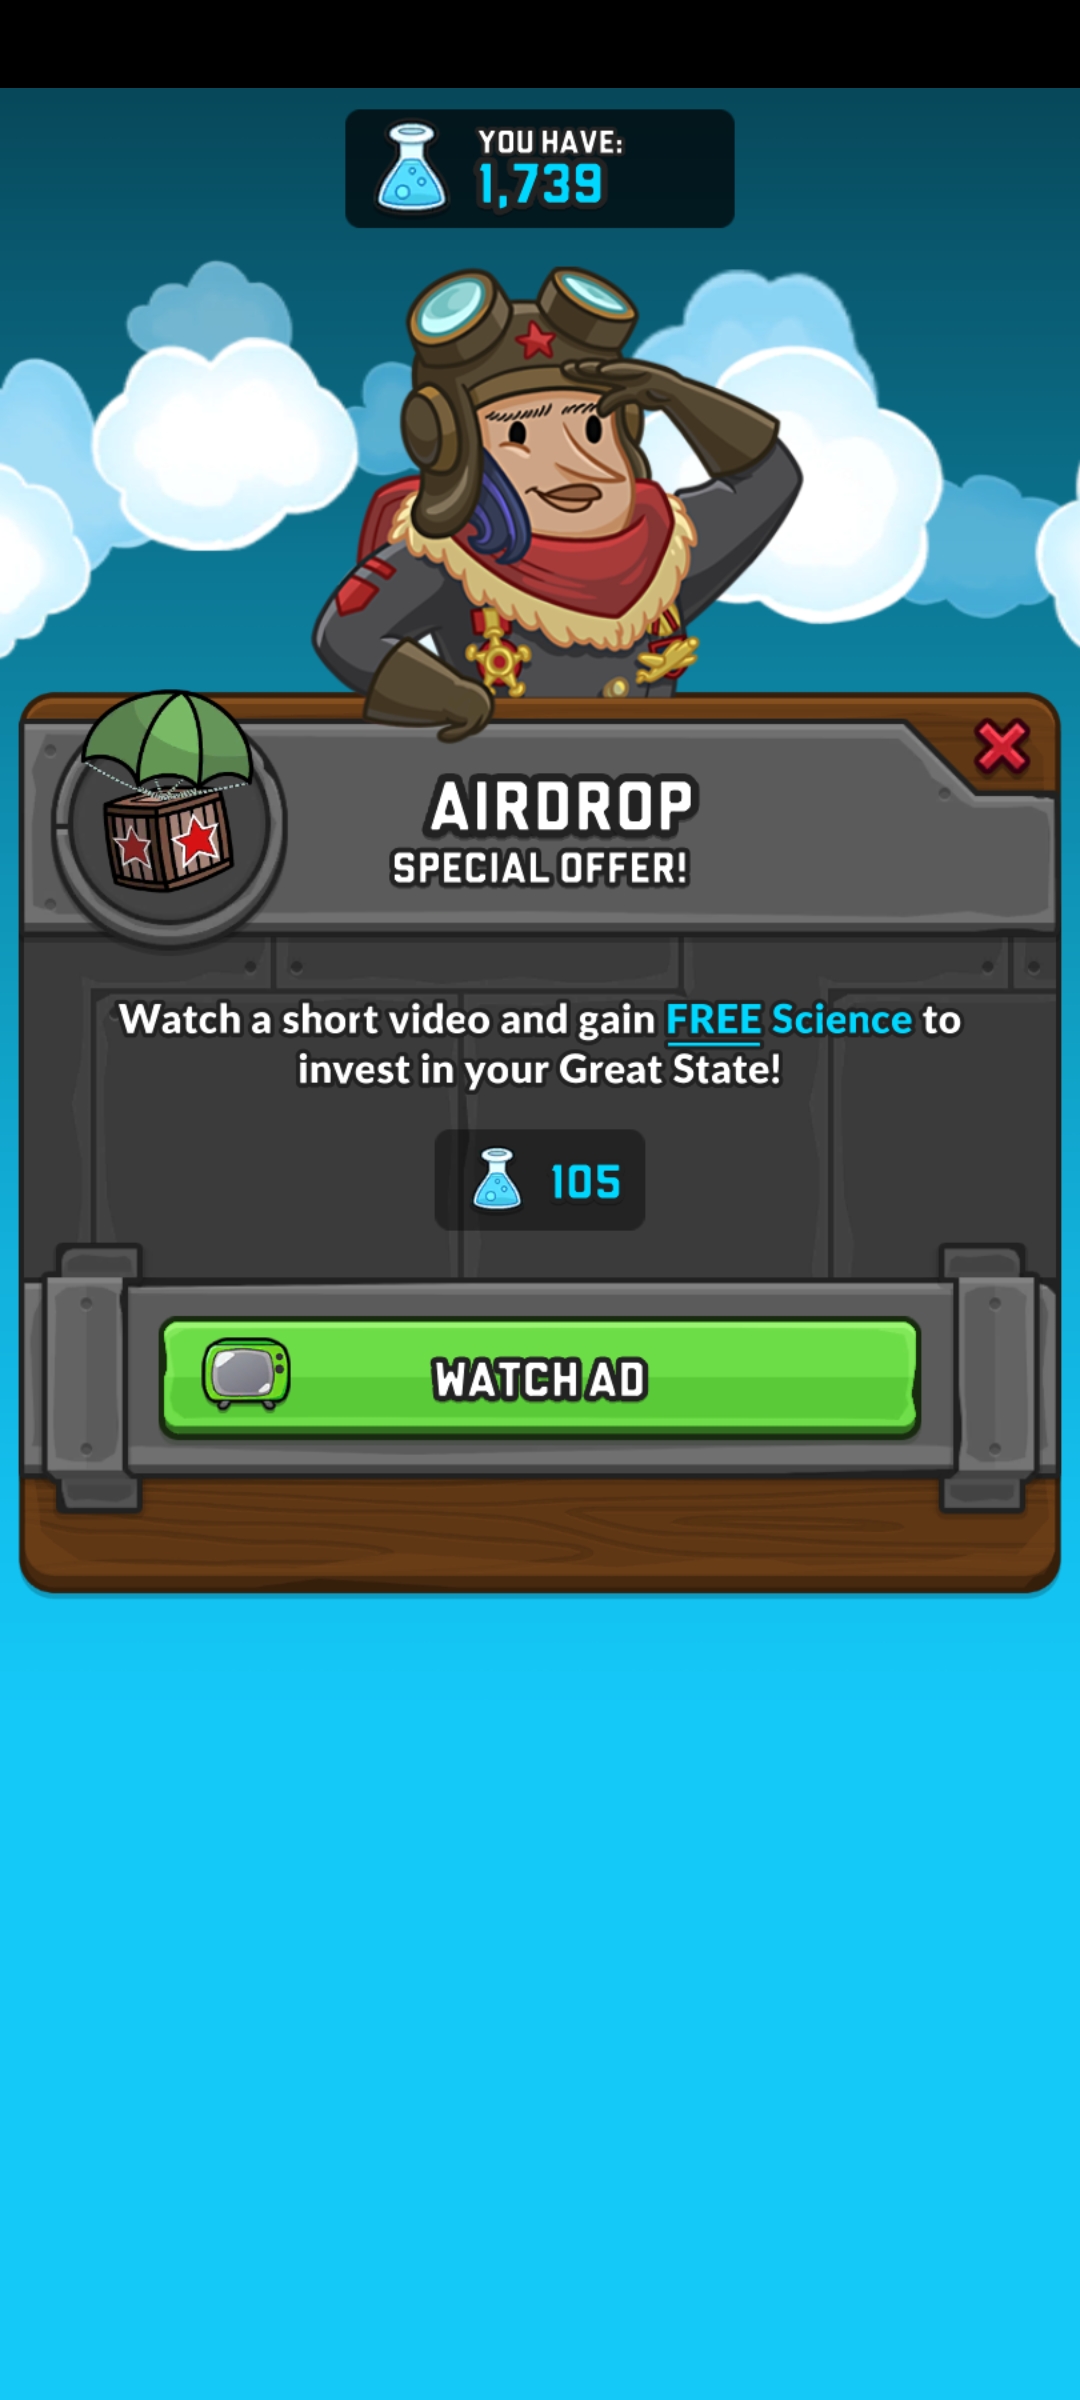 YOU HAVE:
1,739
AIRDROP
SPECIAL OFFER!
Watch a short video and gain FREE Science to
invest in your Great State!
105
WATCH AD